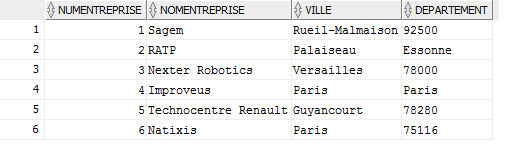 NUMENTREPRISE NOMENTREPRISE VILLE DEPARTEMENT
1 1 Sagem Rueil-Malmaison 92500
2 2 RATP Palaiseau Essonne
3 3 Nexter Robotics Versailles 78000
4 4 Improveus Paris Paris
5 5 Technocentre Renault Guyancourt 78280
6 6 Natixis Paris 75116